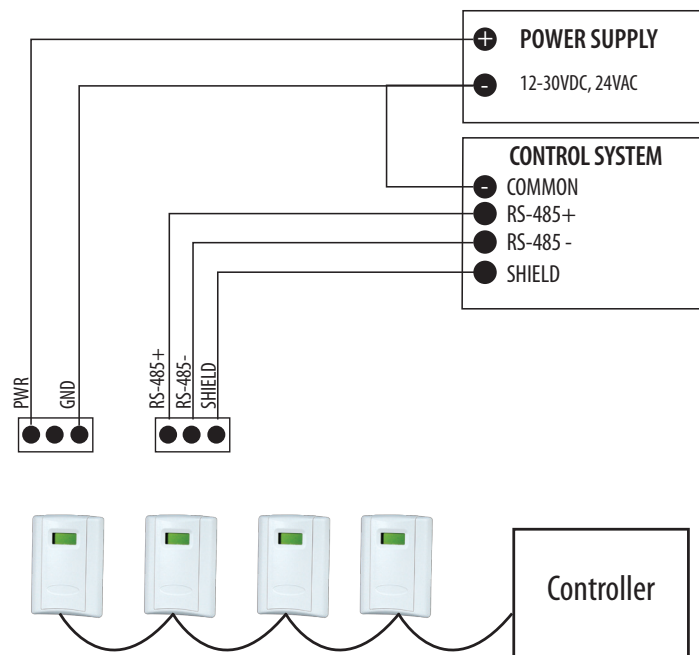 POWER SUPPLY
12-30VDC, 24VAC
CONTROL SYSTEM
COMMON
RS-485+
RS-485 -
SHIELD
PWR
GND
RS-485+
RS-485-
SHIELD
Controller